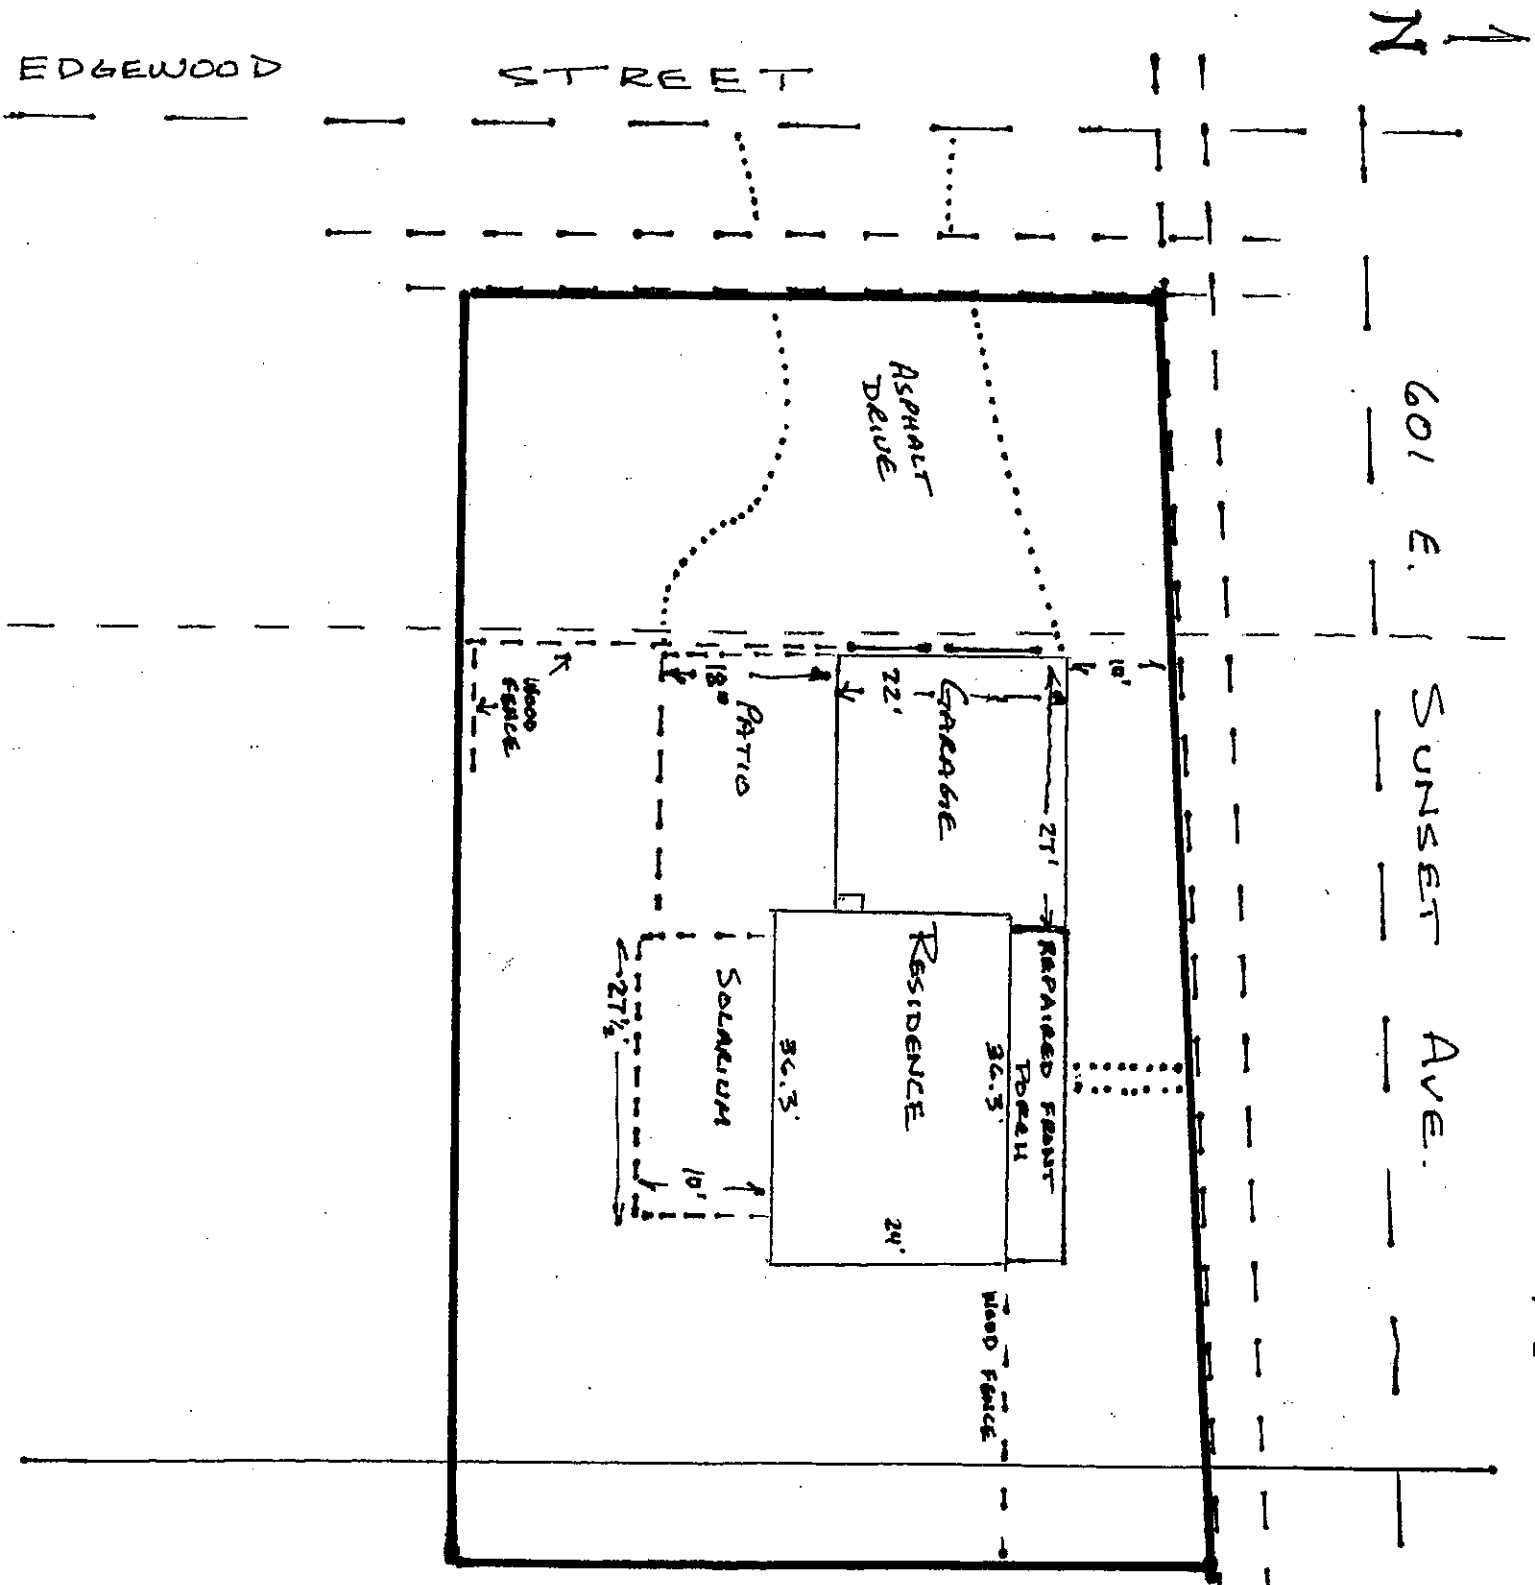 N
EDGEWOOD STREET
601 E. SUNSET AVE.
ASPHALT
DRIVE
10'
WOOD
FENCE
18"
PATIO
22'
GARAGE
27'
REPAIRED FRONT
PORCH
RESIDENCE
36.3'
36.3'
24'
SOLARIUM
27½'
10'
WOOD FENCE